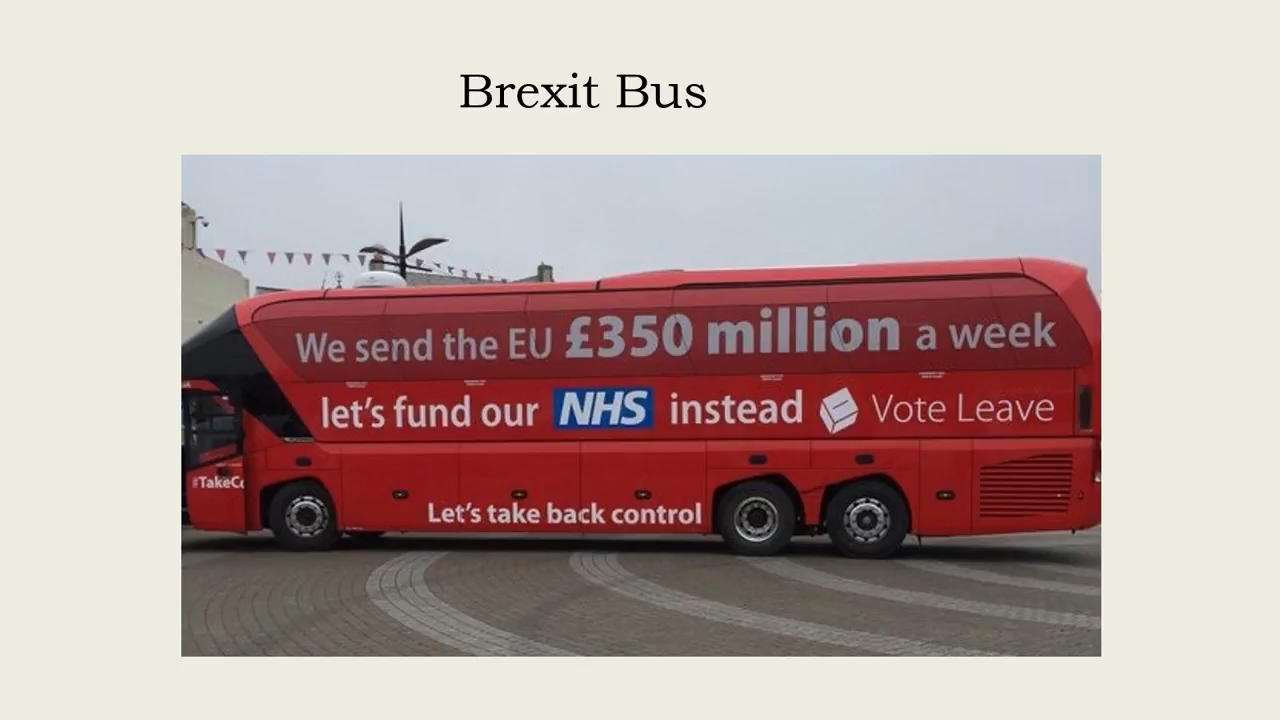 Brexit Bus
We send the EU £350 million a week
let's fund our NHS instead Vote Leave
#TakeCo
Let's take back control